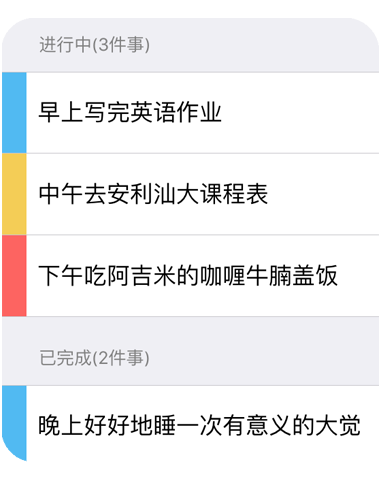 进行中(3件事)
早上写完英语作业
中午去安利汕大课程表
下午吃阿吉米的咖喱牛腩盖饭
已完成(2件事)
晚上好好地睡一次有意义的大觉